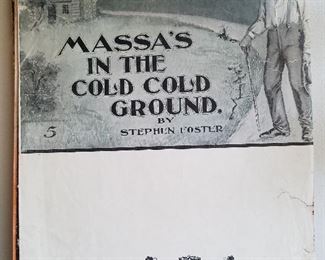 MASSA'S
IN THE
COLD COLD
GROUND.
5
BY
STEPHEN FOSTER